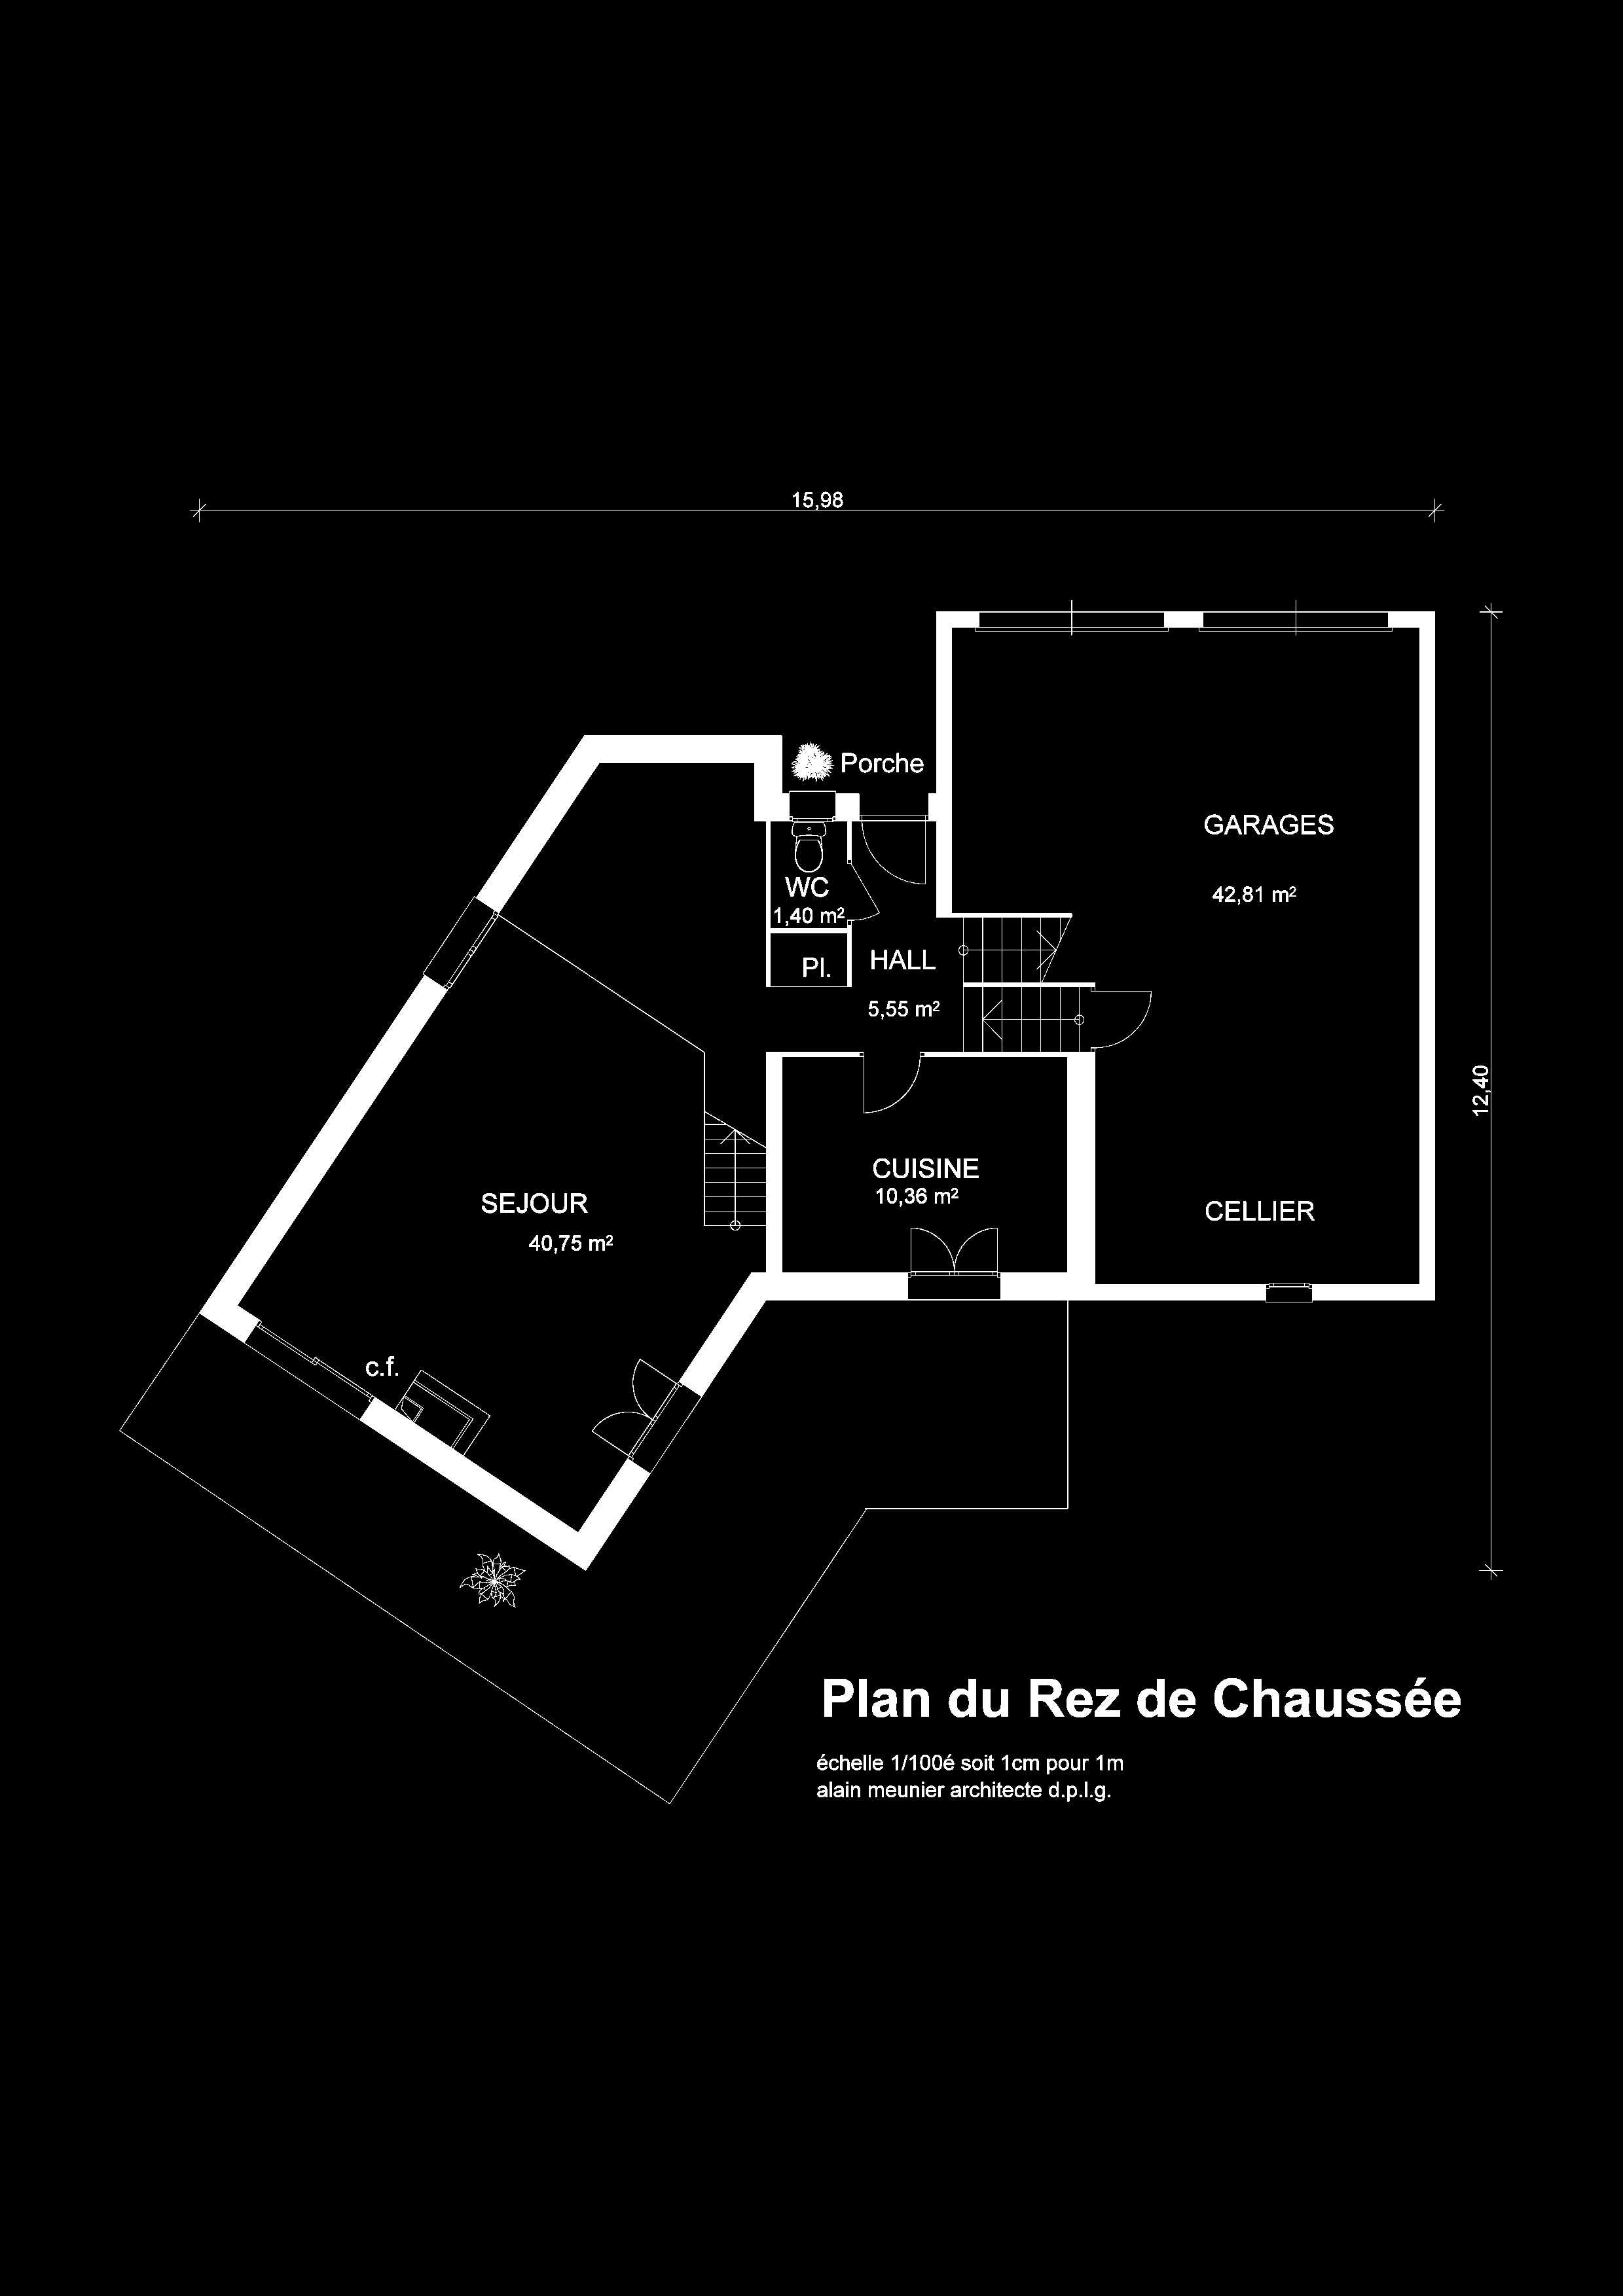 15,98
Porche
GARAGES
42,81 m²
WC
1,40 m²
Pl.
HALL
5,55 m²
12,40
CUISINE
10,36 m²
SEJOUR
40,75 m²
CELLIER
c.f.
Plan du Rez de Chaussée
échelle 1/100é soit 1cm pour 1m
alain meunier architecte d.p.l.g.